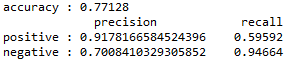 accuracy : 0.77128
precision recall
positive : 0.9178166584524396 0.59592
negative : 0.7008410329305852 0.94664